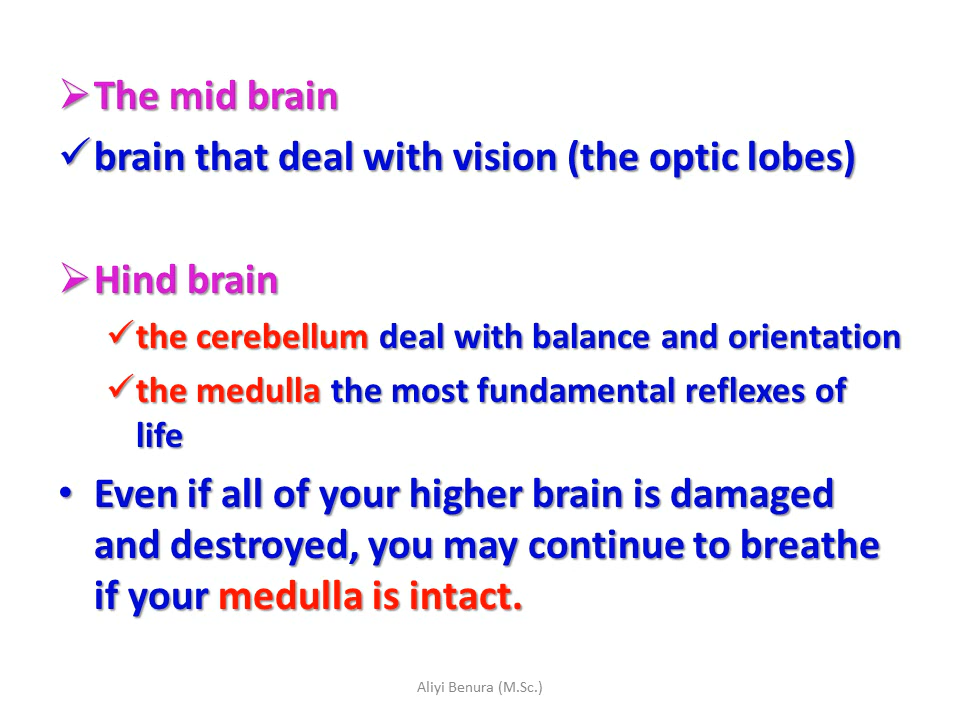 ➢ The mid brain
✓ brain that deal with vision (the optic lobes)
➢ Hind brain
✓ the cerebellum deal with balance and orientation
✓ the medulla the most fundamental reflexes of
life
• Even if all of your higher brain is damaged
and destroyed, you may continue to breathe
if your medulla is intact.
Aliyi Benura (M.Sc.)